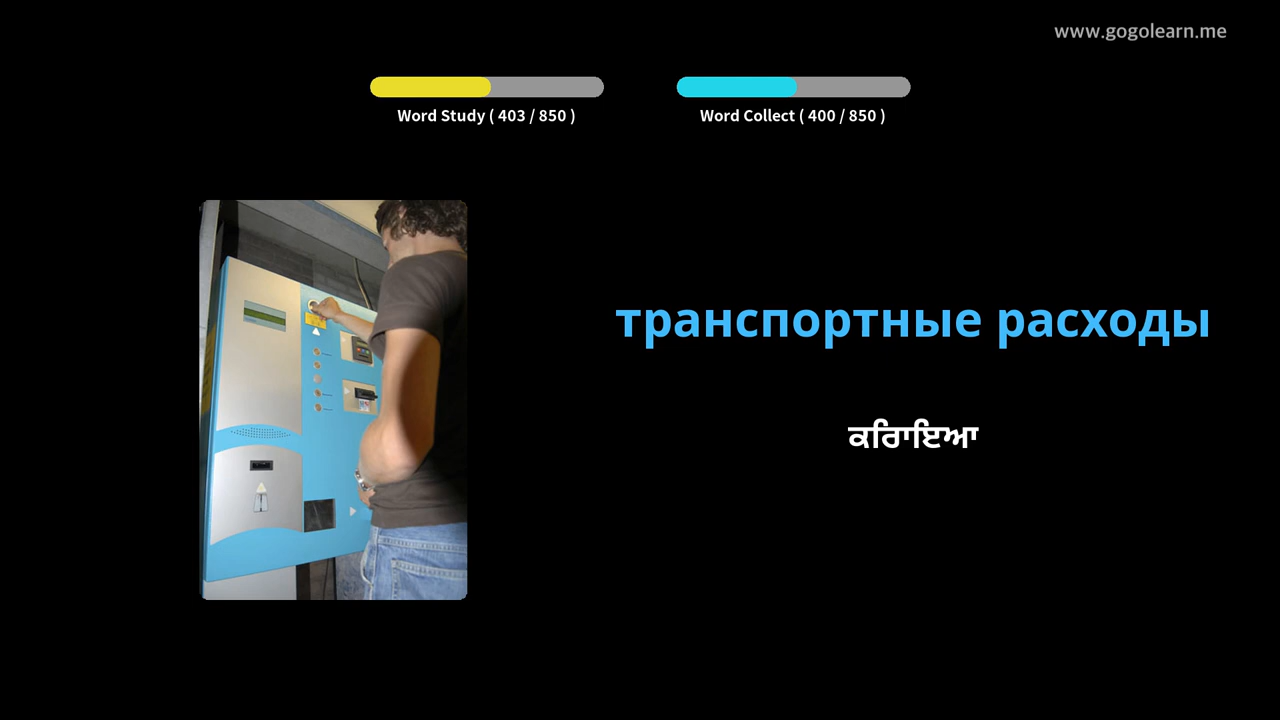 www.gogolearn.me
Word Study ( 403 / 850 )
Word Collect ( 400 / 850 )
транспортные расходы
ਕਿਰਾਇਆ